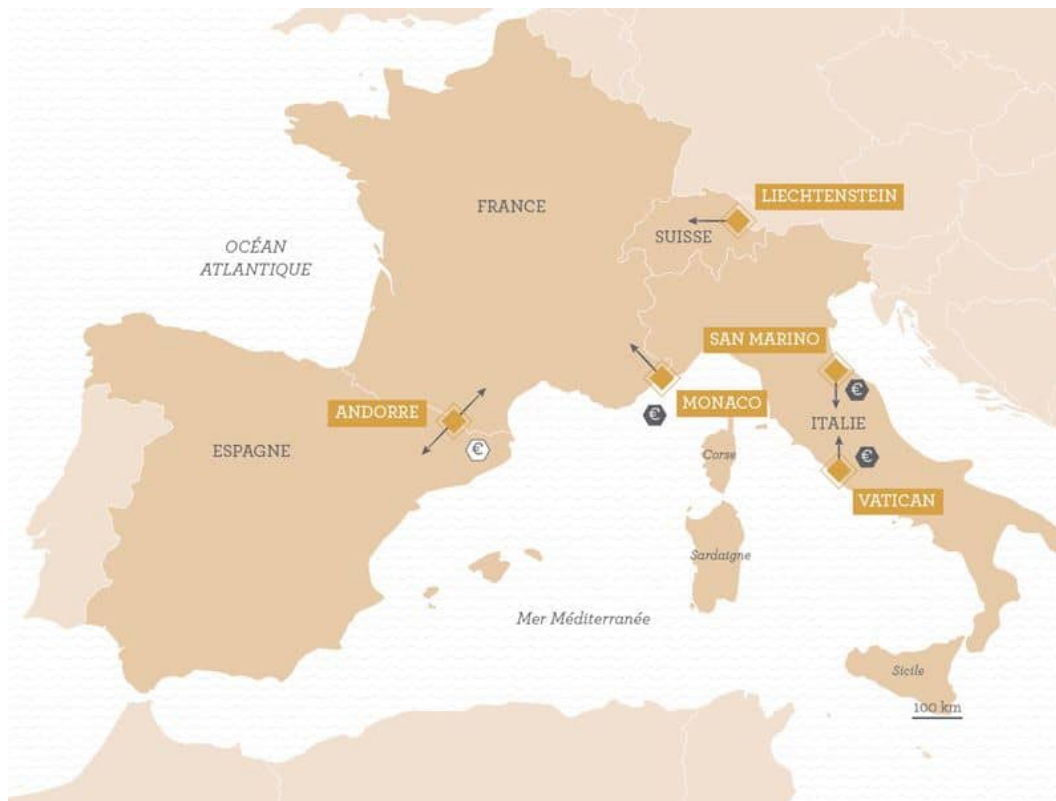 LIECHTENSTEIN
FRANCE
SUISSE
OCÉAN
ATLANTIQUE
SAN MARINO
MONACO
€
€
ANDORRE
ITALIE
ESPAGNE
€
Corse
€
VATICAN
Sardaigne
Mer Méditerranée
Sicile
100 km